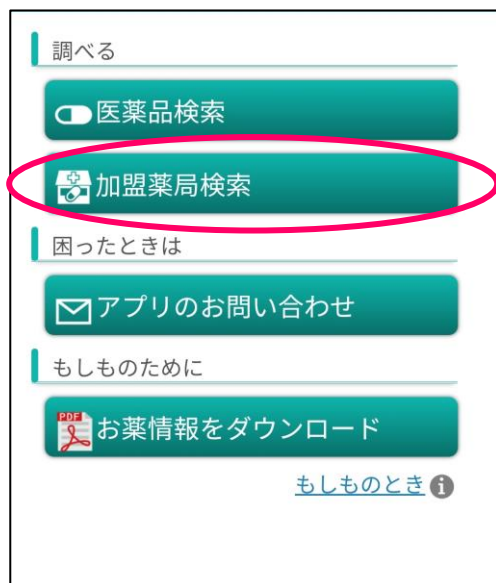 調べる
医薬品検索
加盟薬局検索
困ったときは
アプリのお問い合わせ
もしものために
PDF
お薬情報をダウンロード
もしものとき i